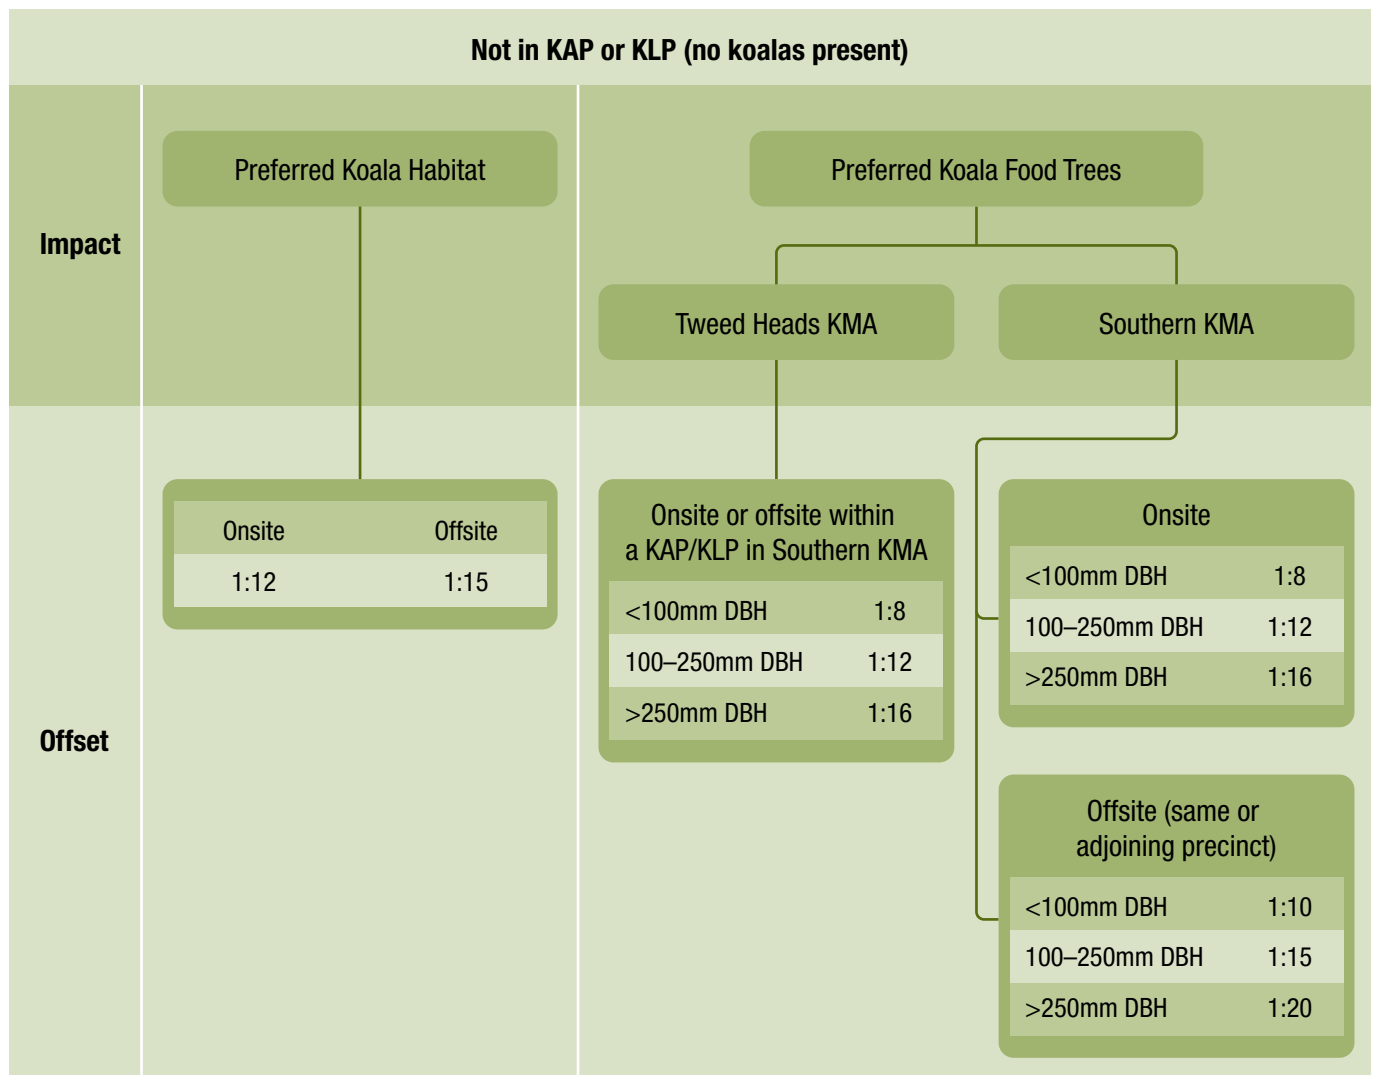 Not in KAP or KLP (no koalas present)
Impact
Preferred Koala Habitat
Preferred Koala Food Trees
Tweed Heads KMA
Southern KMA
Offset
Onsite Offsite
1:12 1:15
Onsite or offsite within
a KAP/KLP in Southern KMA
<100mm DBH 1:8
100–250mm DBH 1:12
>250mm DBH 1:16
Onsite
<100mm DBH 1:8
100–250mm DBH 1:12
>250mm DBH 1:16
Offsite (same or
adjoining precinct)
<100mm DBH 1:10
100–250mm DBH 1:15
>250mm DBH 1:20